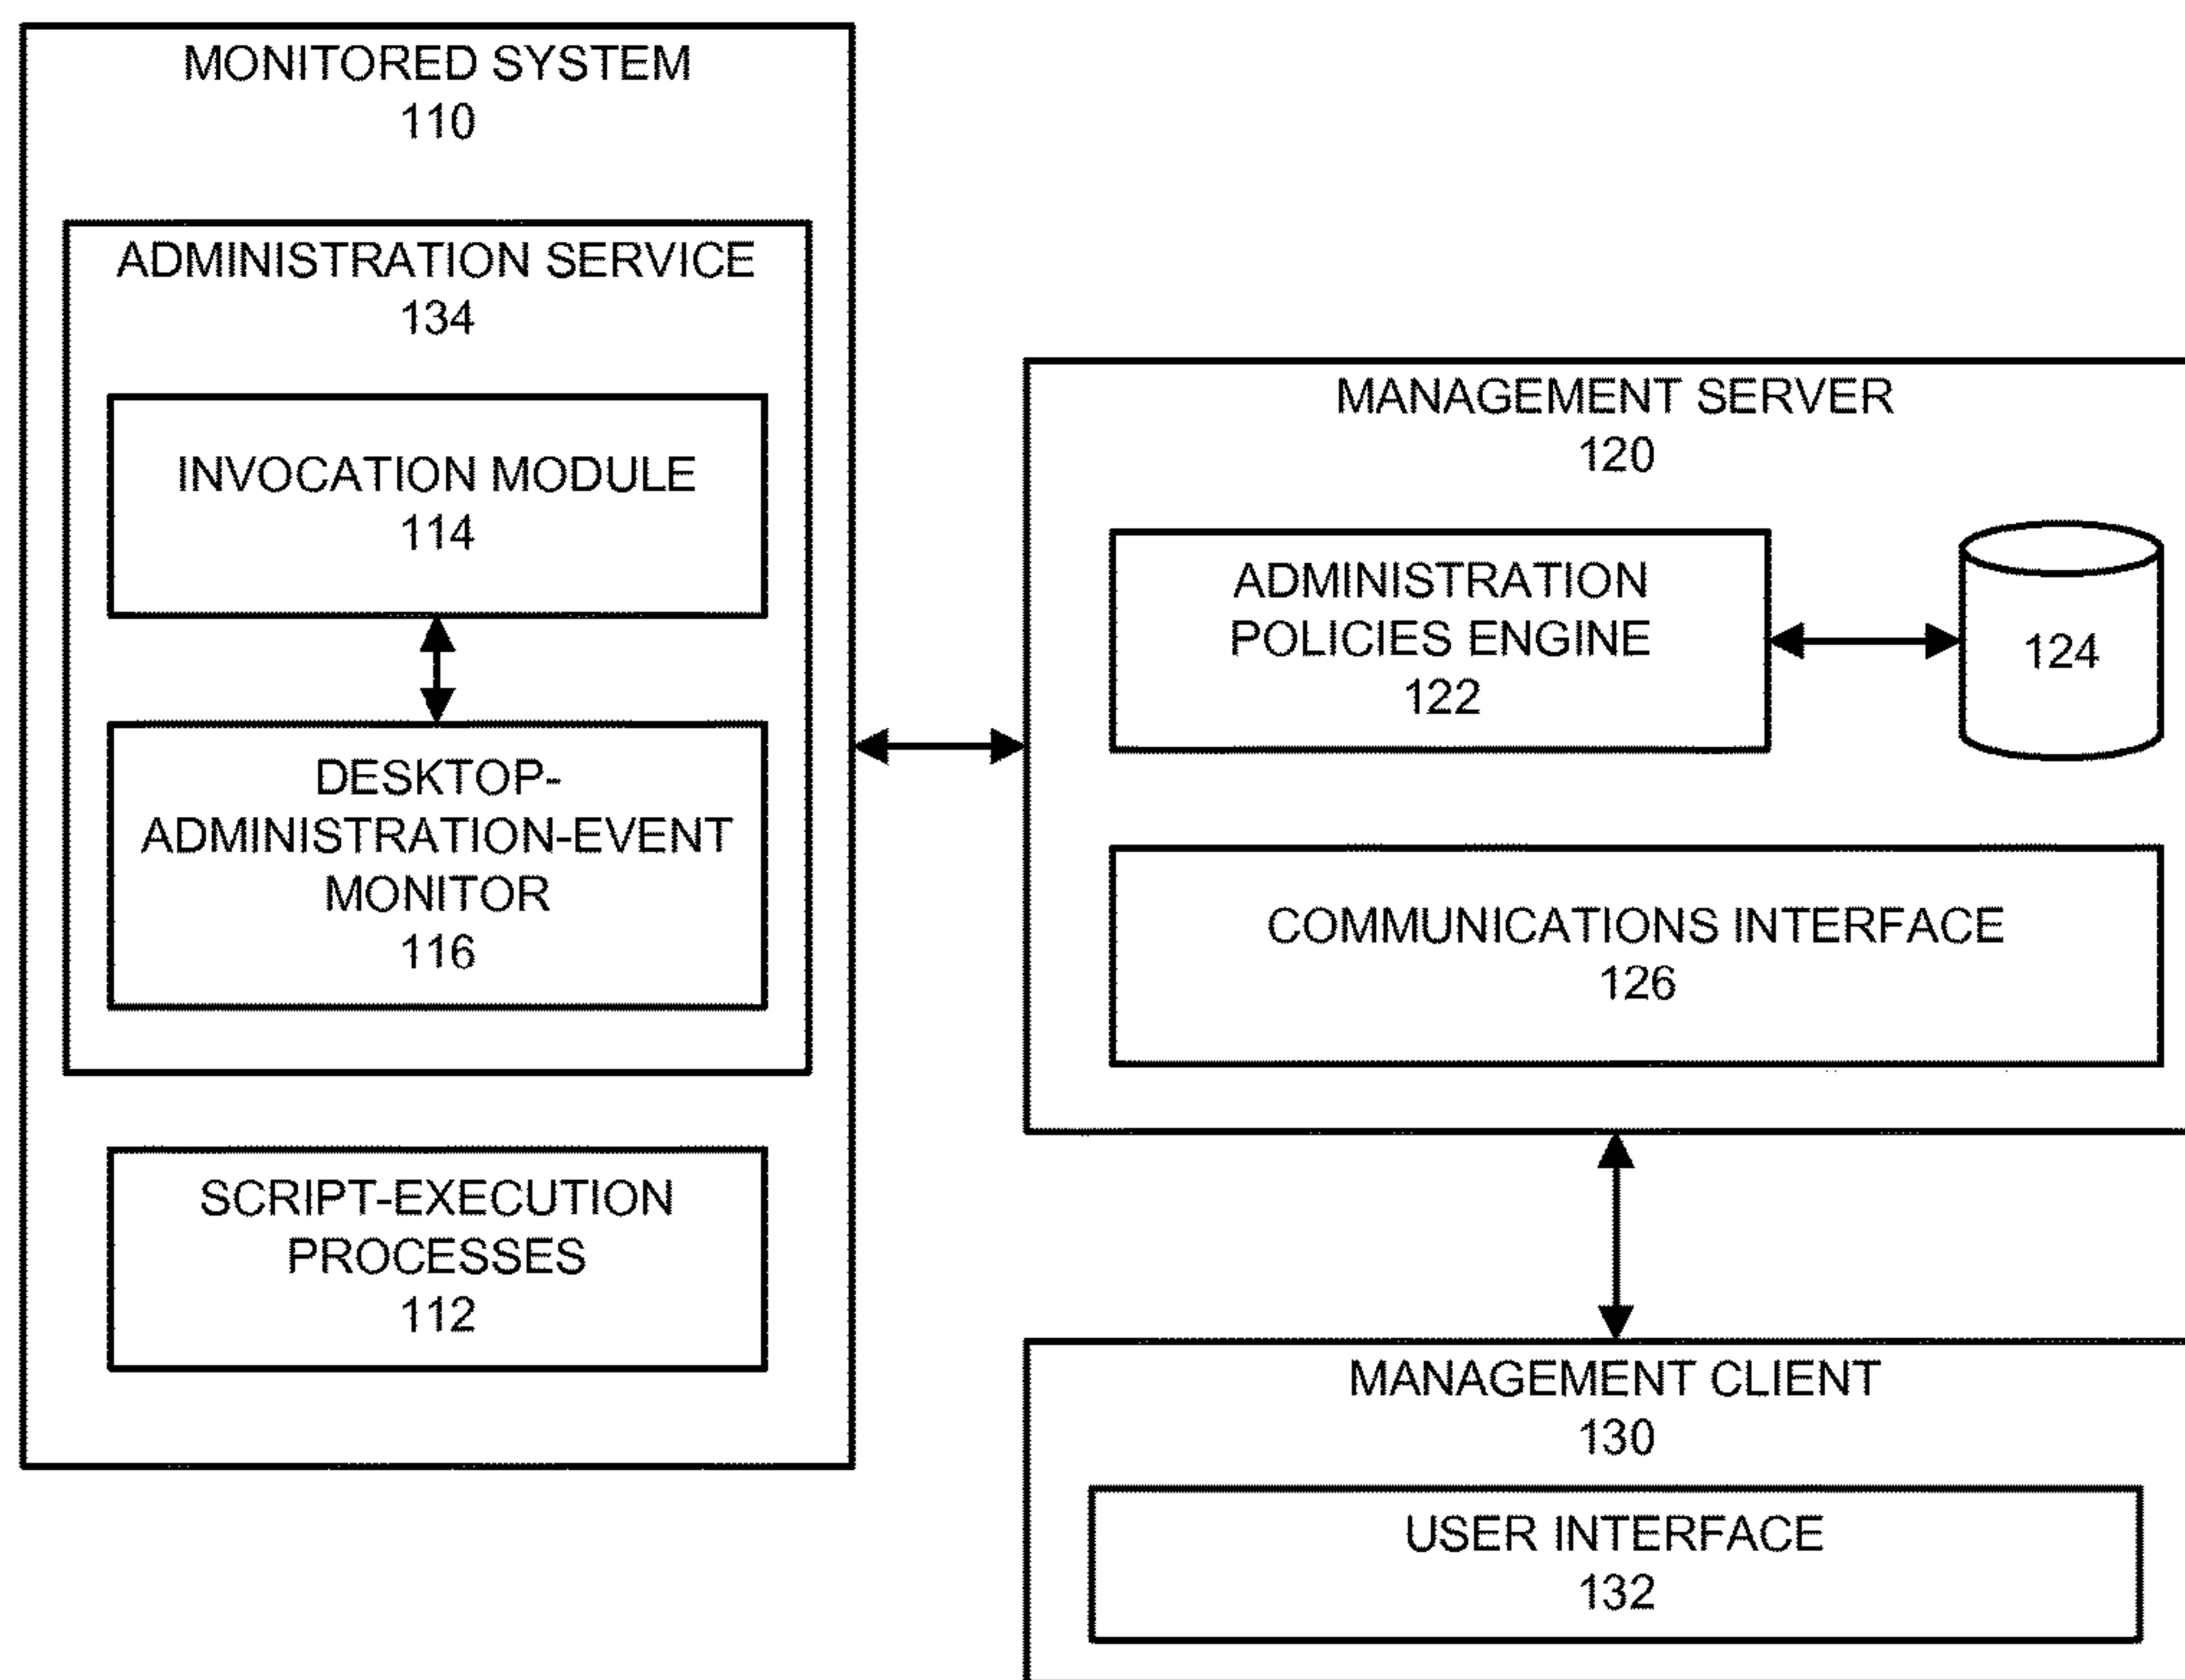 MONITORED SYSTEM
110
ADMINISTRATION SERVICE
134
INVOCATION MODULE
114
DESKTOP-
ADMINISTRATION-EVENT
MONITOR
116
SCRIPT-EXECUTION
PROCESSES
112
MANAGEMENT SERVER
120
ADMINISTRATION
POLICIES ENGINE
122
124
COMMUNICATIONS INTERFACE
126
MANAGEMENT CLIENT
130
USER INTERFACE
132